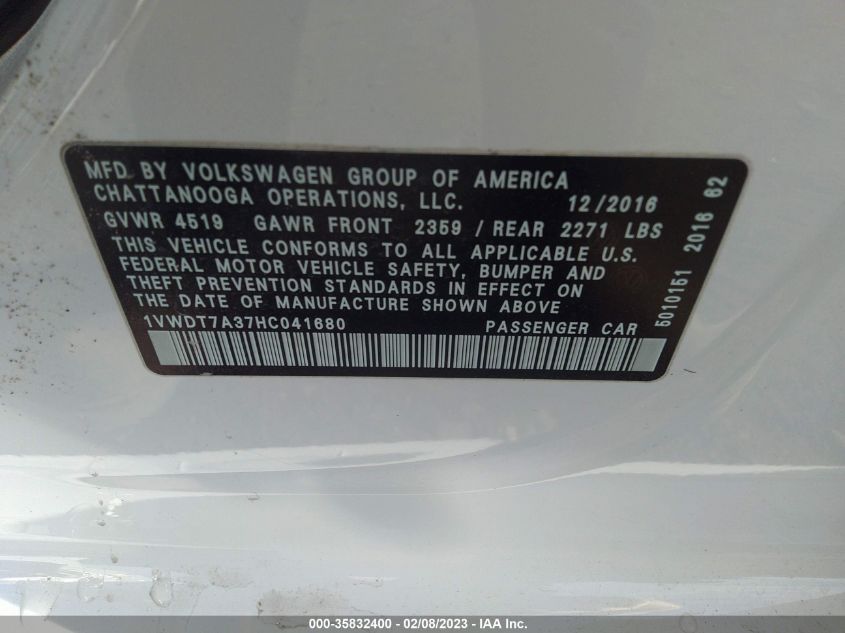 MFD BY VOLKSWAGEN GROUP OF AMERICA
CHATTANOOGA OPERATIONS, LLC. 12/2016
GVWR 4519 GAWR FRONT 2359 / REAR 2271 LBS
THIS VEHICLE CONFORMS TO ALL APPLICABLE U.S.
FEDERAL MOTOR VEHICLE SAFETY, BUMPER AND
THEFT PREVENTION STANDARDS IN EFFECT ON
THE DATE OF MANUFACTURE SHOWN ABOVE
1VWDT7A37HC041680 PASSENGER CAR
5010151 2016 62
000-35832400 - 02/08/2023 - IAA Inc.